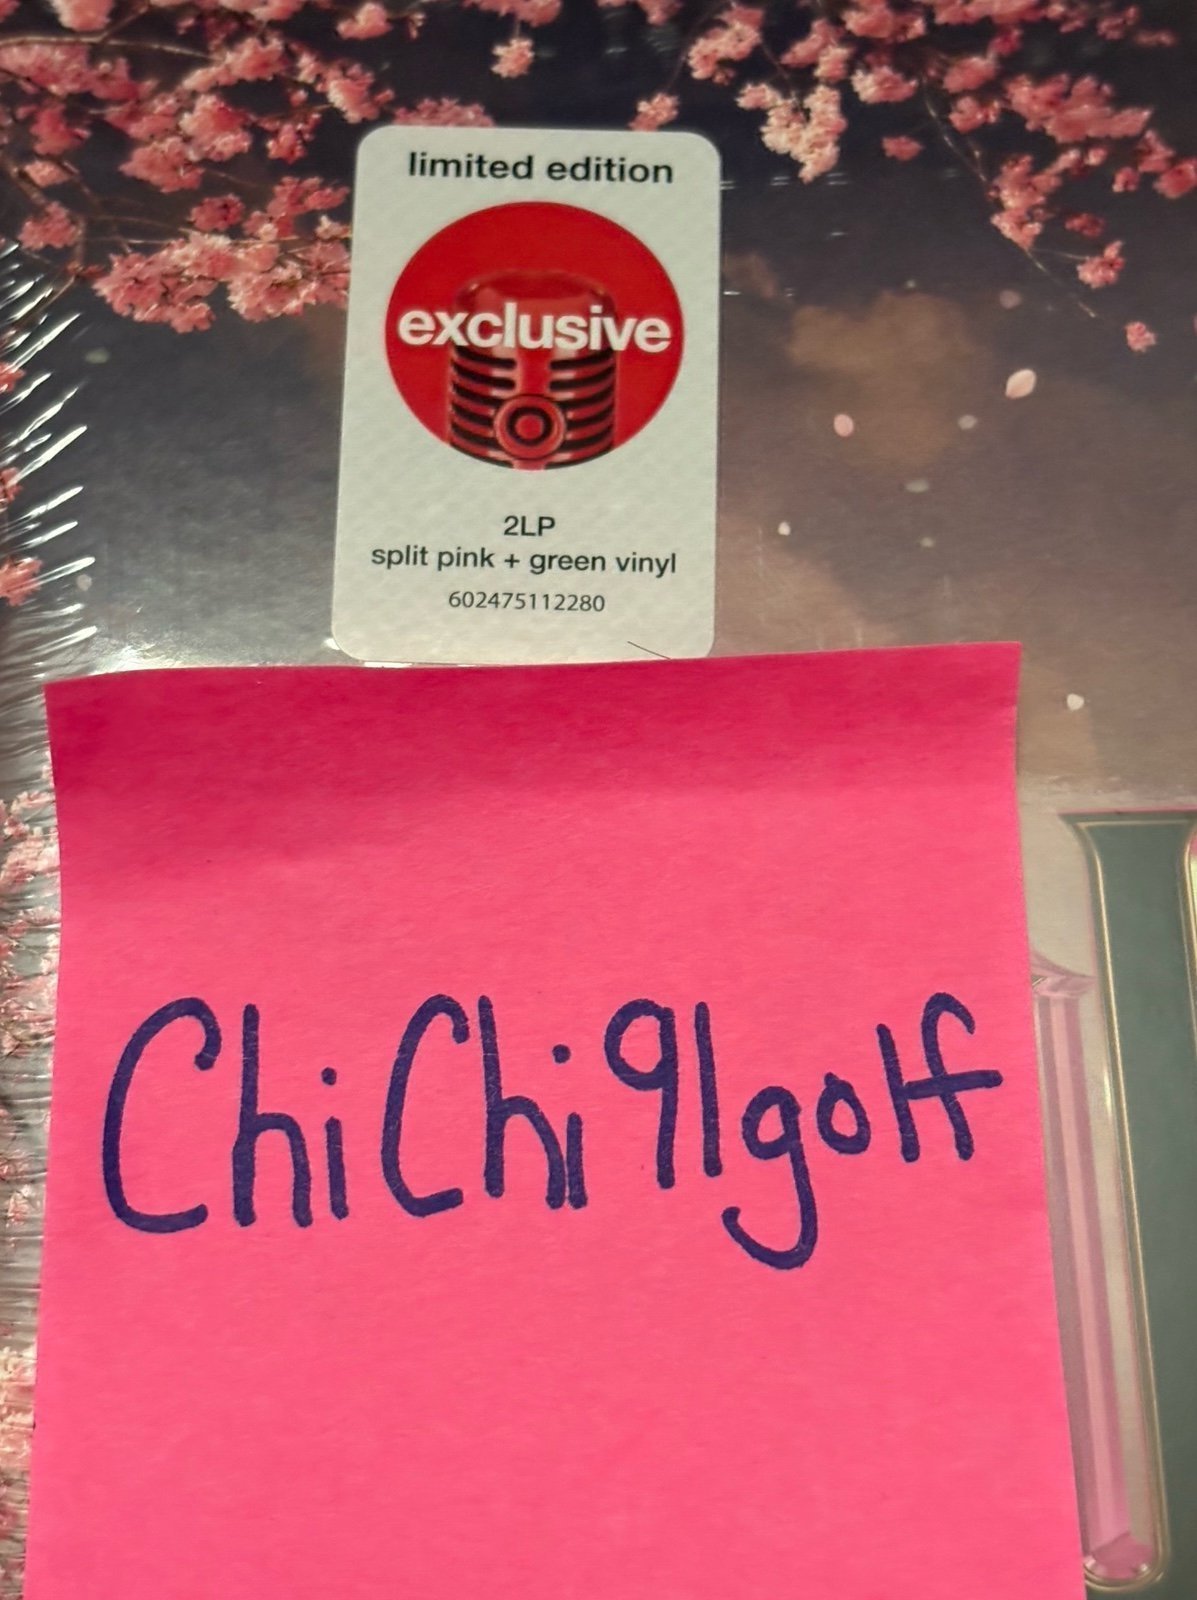 limited edition
exclusive
2LP
split pink + green vinyl
602475112280
ChiChi91golf